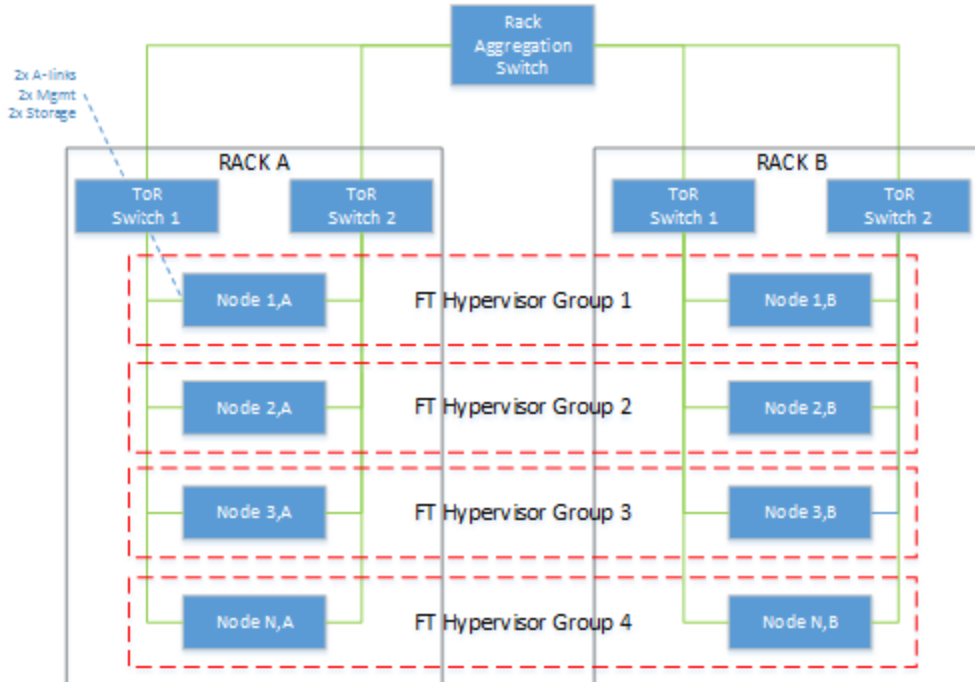 Rack
Aggregation
Switch
2x A-links
2x Mgmt
2x Storage
RACK A
RACK B
ToR
Switch 1
ToR
Switch 2
ToR
Switch 1
ToR
Switch 2
Node 1,A
FT Hypervisor Group 1
Node 1,B
Node 2,A
FT Hypervisor Group 2
Node 2,B
Node 3,A
FT Hypervisor Group 3
Node 3,B
Node N,A
FT Hypervisor Group 4
Node N,B